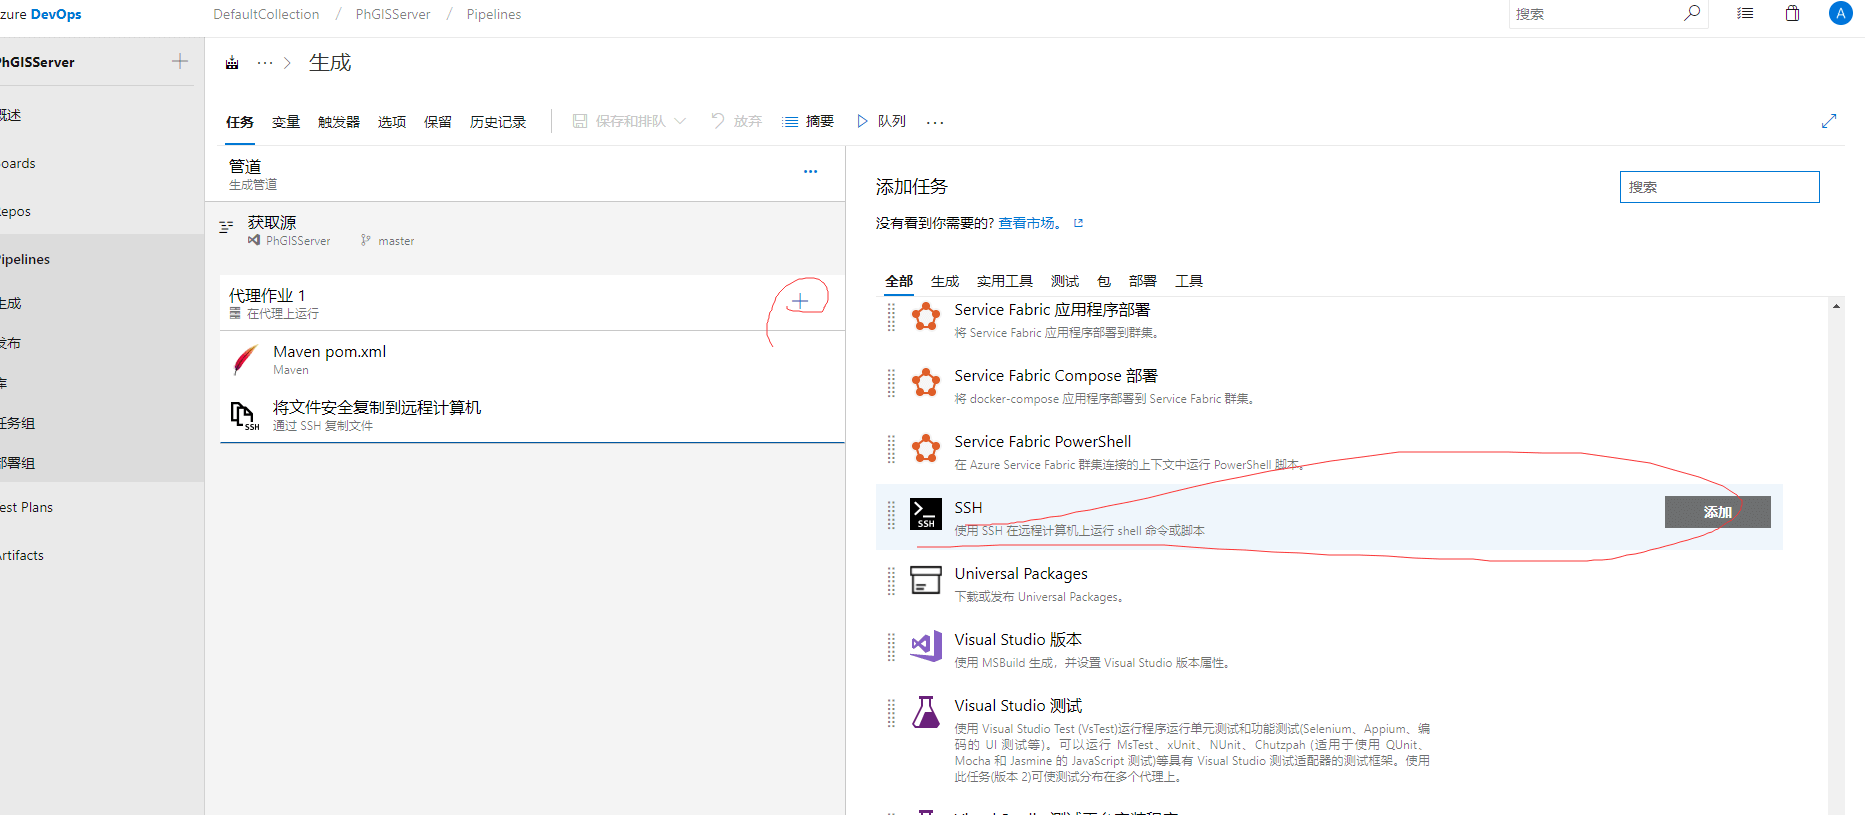 zure DevOps
DefaultCollection / PhGISServer / Pipelines
搜索
A
PhGISServer
生成
概述
任务 变量 触发器 选项 保留 历史记录 保存和排队 放弃 摘要 队列
oards
管道
生成管道
添加任务
搜索
epos
没有看到你需要的? 查看市场。
获取源
PhGISServer master
ipelines
全部 生成 实用工具 测试 包 部署 工具
生成
代理作业 1
在代理上运行
Service Fabric 应用程序部署
将 Service Fabric 应用程序部署到群集。
发布
Maven pom.xml
Maven
Service Fabric Compose 部署
将 docker-compose 应用程序部署到 Service Fabric 群集。
库
任务组
将文件安全复制到远程计算机
通过 SSH 复制文件
SSH
Service Fabric PowerShell
在 Azure Service Fabric 群集连接的上下文中运行 PowerShell 脚本。
部署组
est Plans
SSH
SSH
使用 SSH 在远程计算机上运行 shell 命令或脚本
添加
rtifacts
Universal Packages
下载或发布 Universal Packages。
Visual Studio 版本
使用 MSBuild 生成，并设置 Visual Studio 版本属性。
Visual Studio 测试
使用 Visual Studio Test (VsTest)运行程序运行单元测试和功能测试(Selenium、Appium、编
码的 UI 测试等)。可以运行 MsTest、xUnit、NUnit、Chutzpah (适用于使用 QUnit、
Mocha 和 Jasmine 的 JavaScript 测试)等具有 Visual Studio 测试适配器的测试框架。使用
此任务(版本 2)可使测试分布在多个代理上。
Visual Studio 测试平台安装程序